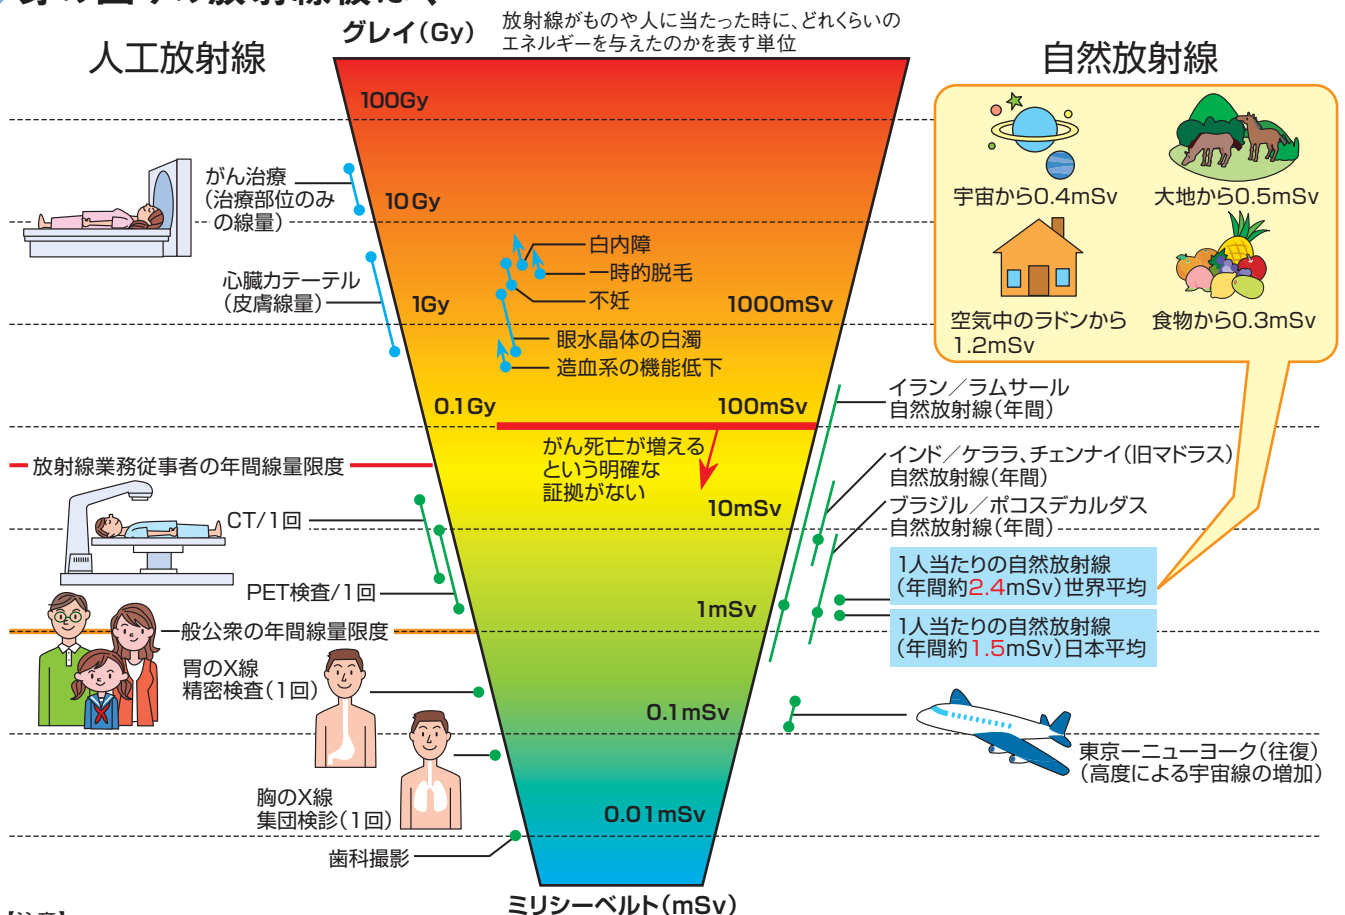 グレイ（Gy）
放射線がものや人に当たった時に、どれくらいの
エネルギーを与えたのかを表す単位
人工放射線
自然放射線
100Gy
がん治療
（治療部位のみ
の線量）
10Gy
宇宙から0.4mSv
大地から0.5mSv
白内障
一時的脱毛
不妊
心臓カテーテル
（皮膚線量）
1Gy
1000mSv
空気中のラドンから
1.2mSv
食物から0.3mSv
眼水晶体の白濁
造血系の機能低下
イラン／ラムサール
自然放射線（年間）
0.1Gy
100mSv
がん死亡が増える
という明確な
証拠がない
放射線業務従事者の年間線量限度
インド／ケララ、チェンナイ（旧マドラス）
自然放射線（年間）
10mSv
ブラジル／ポコスデカルダス
自然放射線（年間）
CT/1回
1人当たりの自然放射線
（年間約2.4mSv）世界平均
PET検査/1回
1mSv
一般公衆の年間線量限度
1人当たりの自然放射線
（年間約1.5mSv）日本平均
胃のX線
精密検査（1回）
0.1mSv
東京ーニューヨーク（往復）
（高度による宇宙線の増加）
胸のX線
集団検診（1回）
0.01mSv
歯科撮影
ミリシーベルト（mSv）